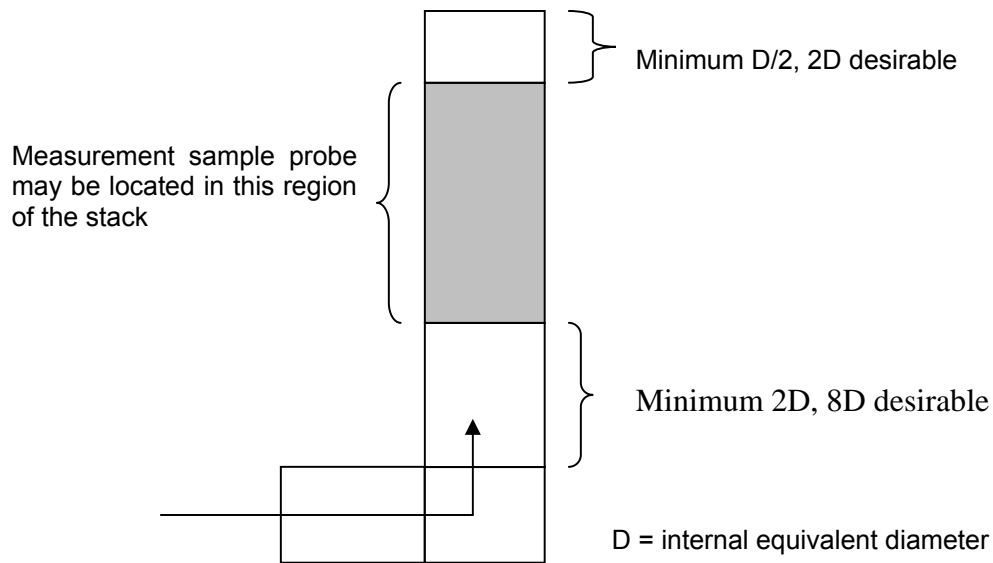 Minimum D/2, 2D desirable
Measurement sample probe
may be located in this region
of the stack
Minimum 2D, 8D desirable
D = internal equivalent diameter